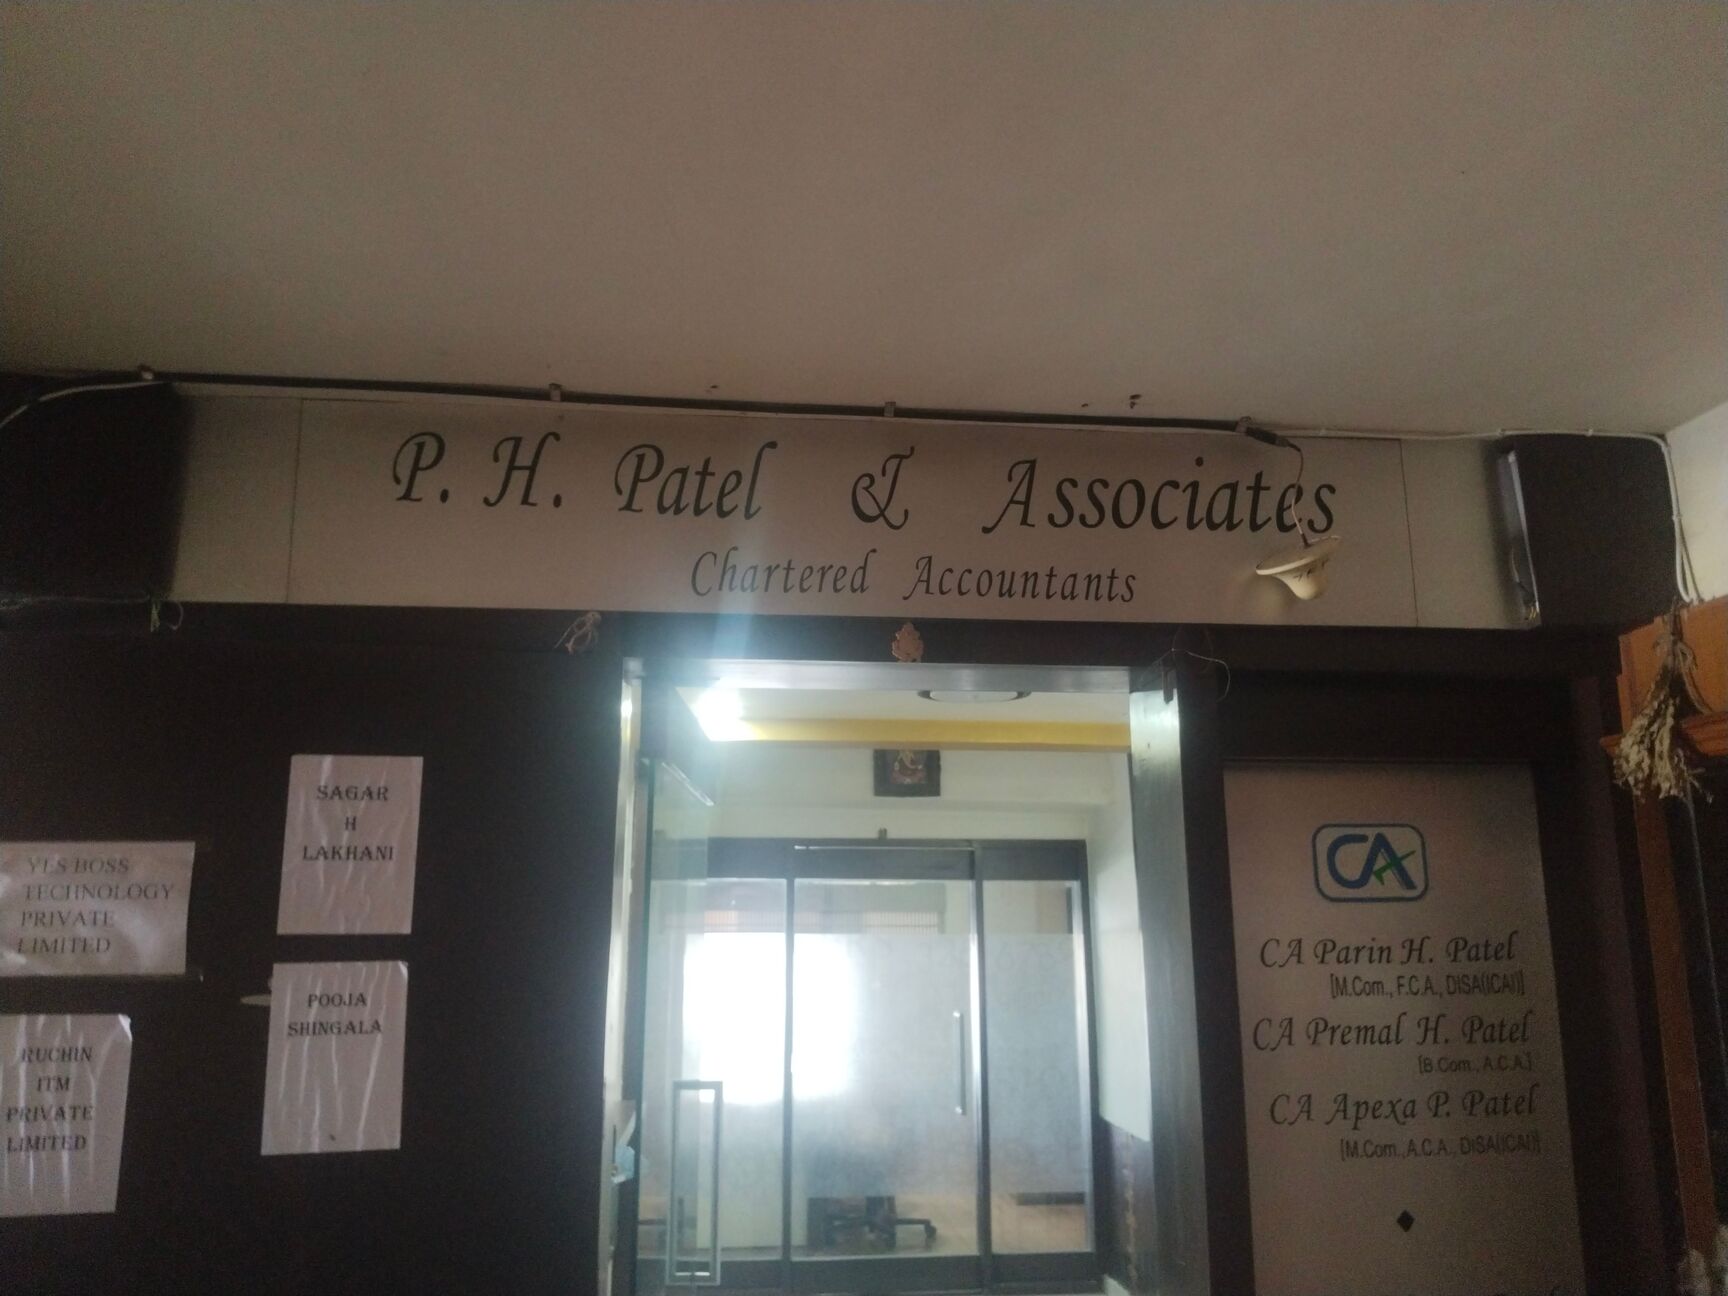 P. H. Patel & Associates
Chartered Accountants
SAGAR
H
LAKHANI
YES BOSS
TECHNOLOGY
PRIVATE
LIMITED
POOJA
SHINGALA
RUCHIN
ITM
PRIVATE
LIMITED
CA
CA Parin H. Patel
[M.Com., F.C.A., DISA(ICAI)]
CA Premal H. Patel
[B.Com., A.C.A.]
CA Apexa P. Patel
[M.Com., A.C.A., DISA(ICAI)]